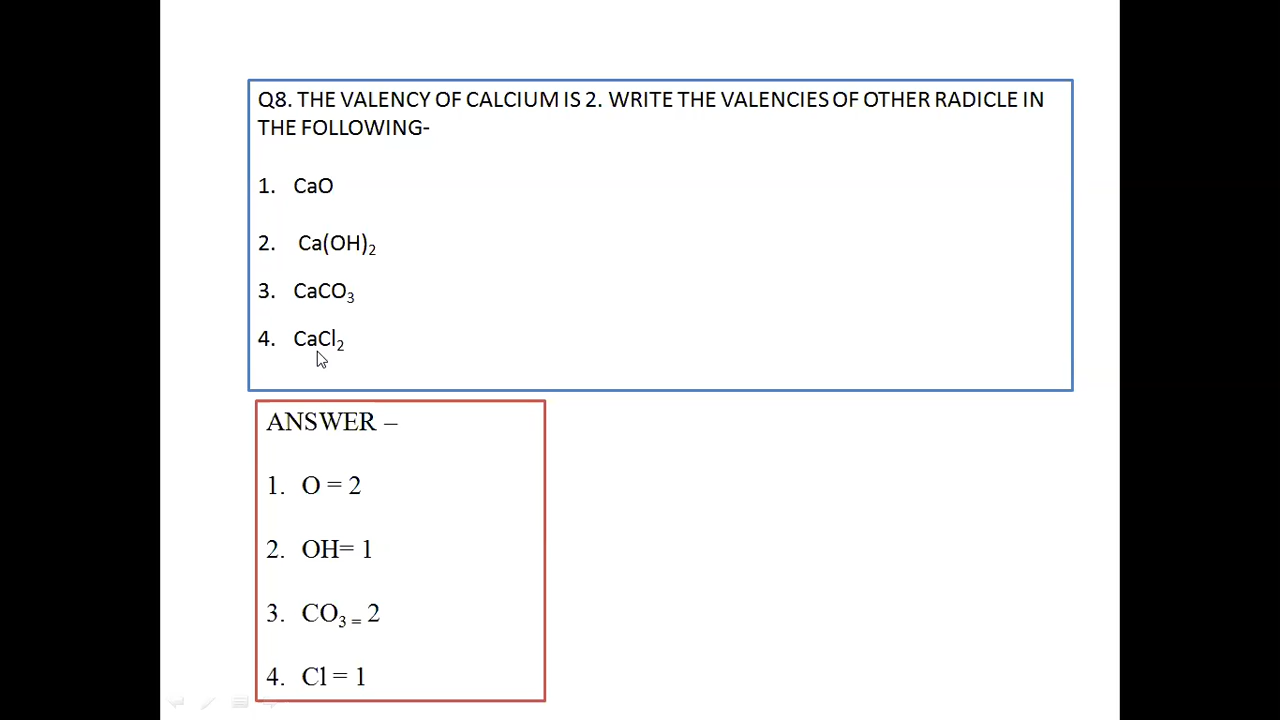 Q8. THE VALENCY OF CALCIUM IS 2. WRITE THE VALENCIES OF OTHER RADICLE IN
THE FOLLOWING-
1. CaO
2. Ca(OH)₂
3. CaCO₃
4. CaCl₂
ANSWER –
1. O = 2
2. OH= 1
3. CO₃ ₌ 2
4. Cl = 1